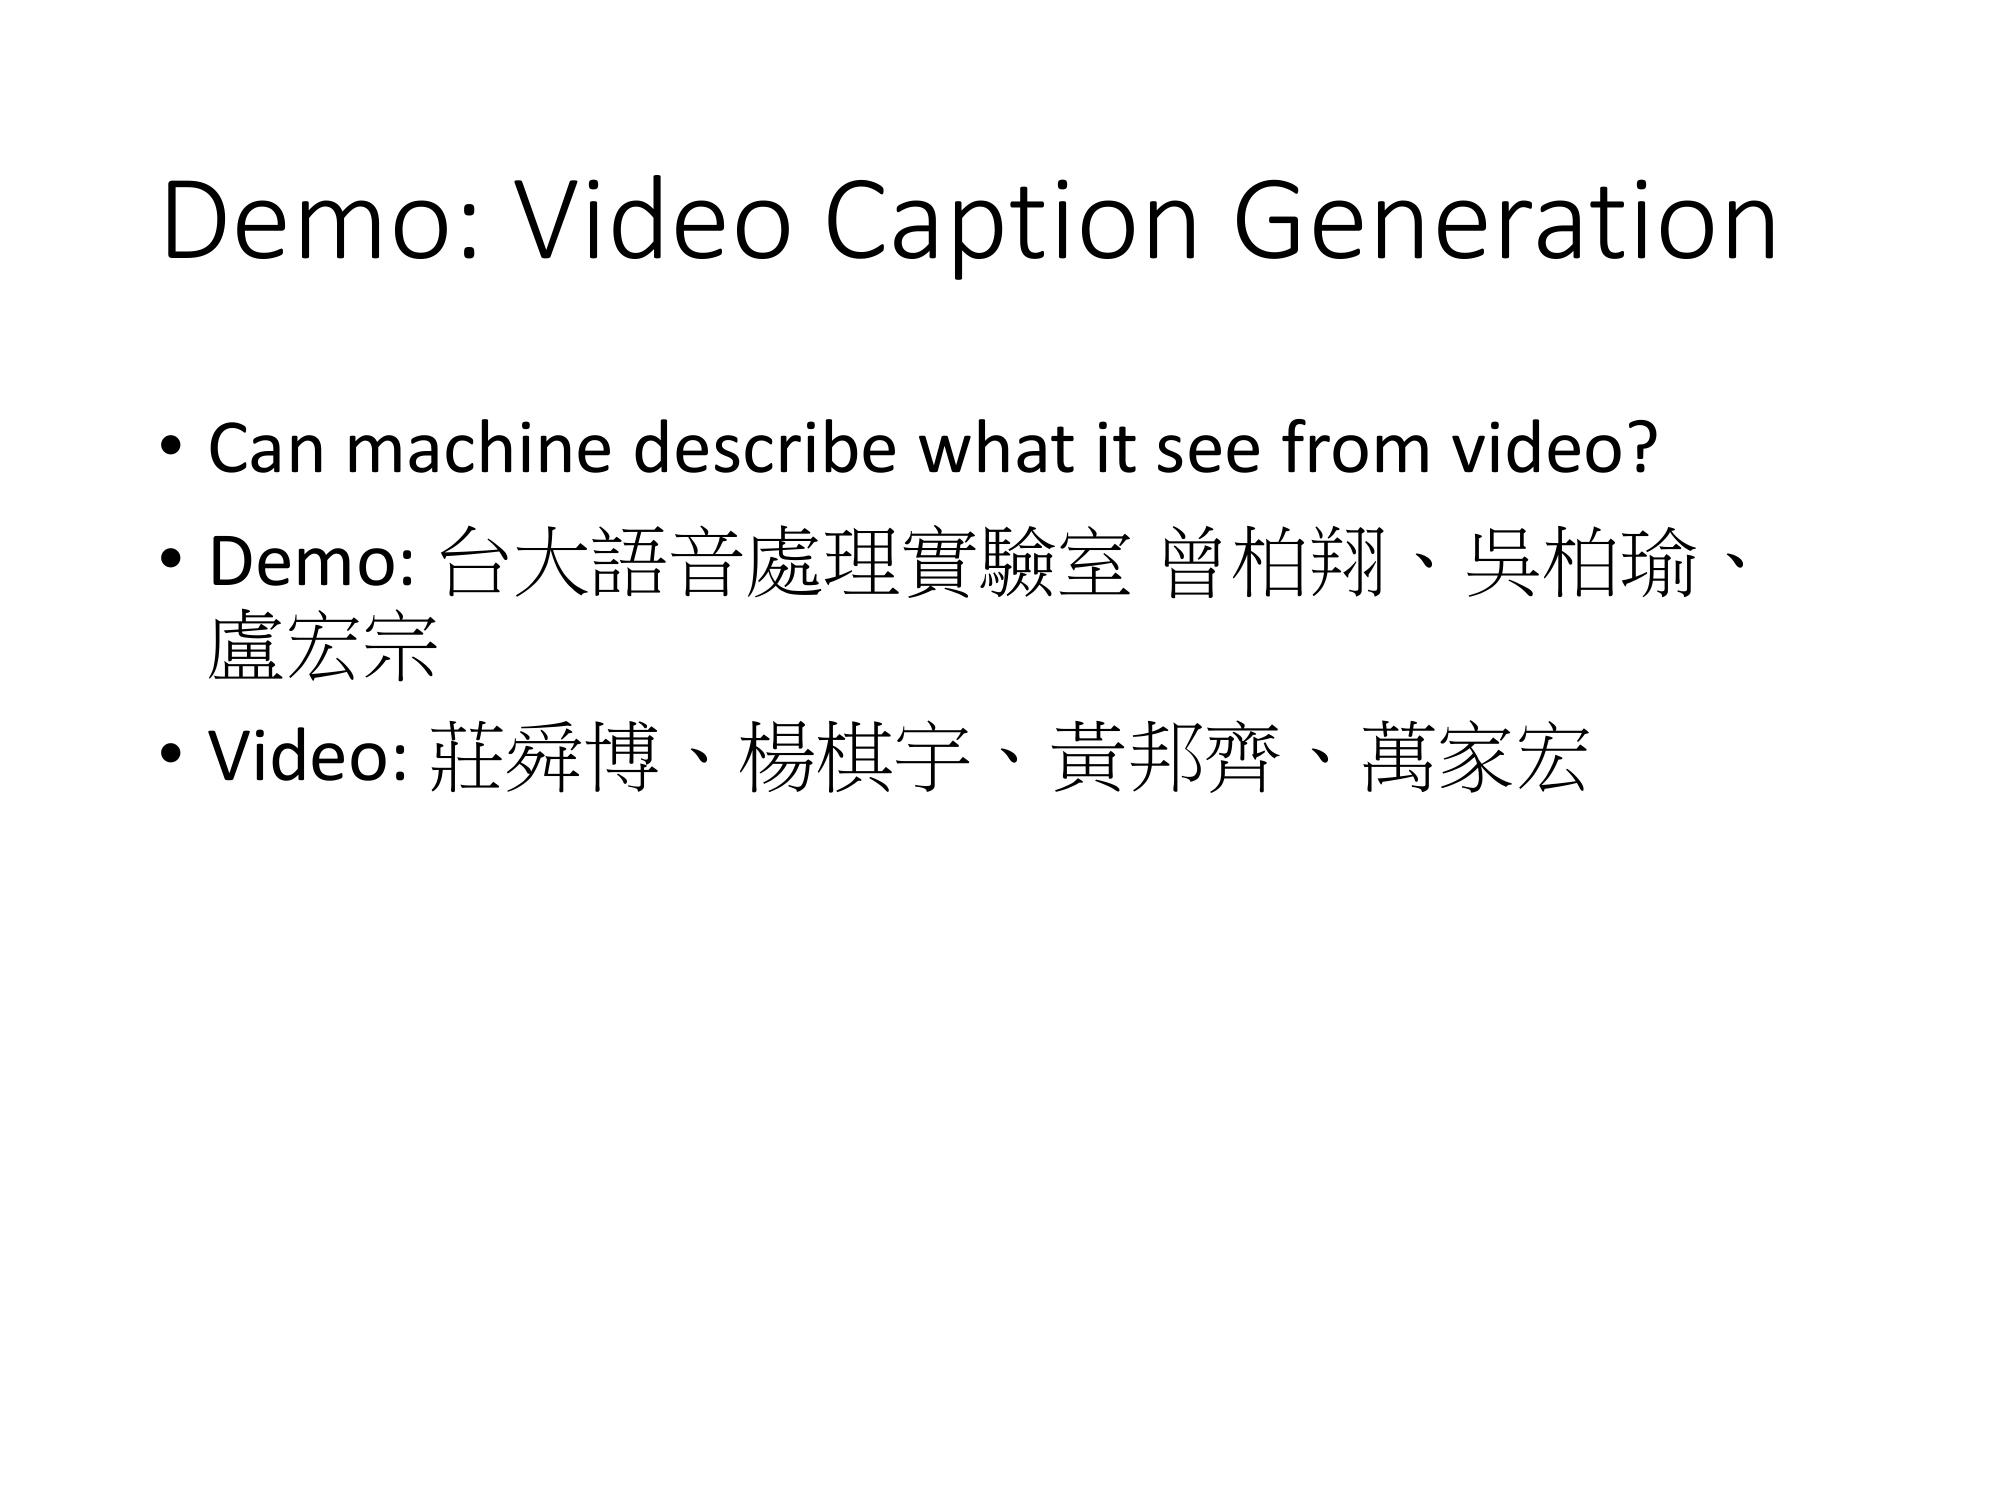 Demo: Video Caption Generation
• Can machine describe what it see from video?
• Demo: 台大語音處理實驗室 曾柏翔、吳柏瑜、
盧宏宗
• Video: 莊舜博、楊棋宇、黃邦齊、萬家宏